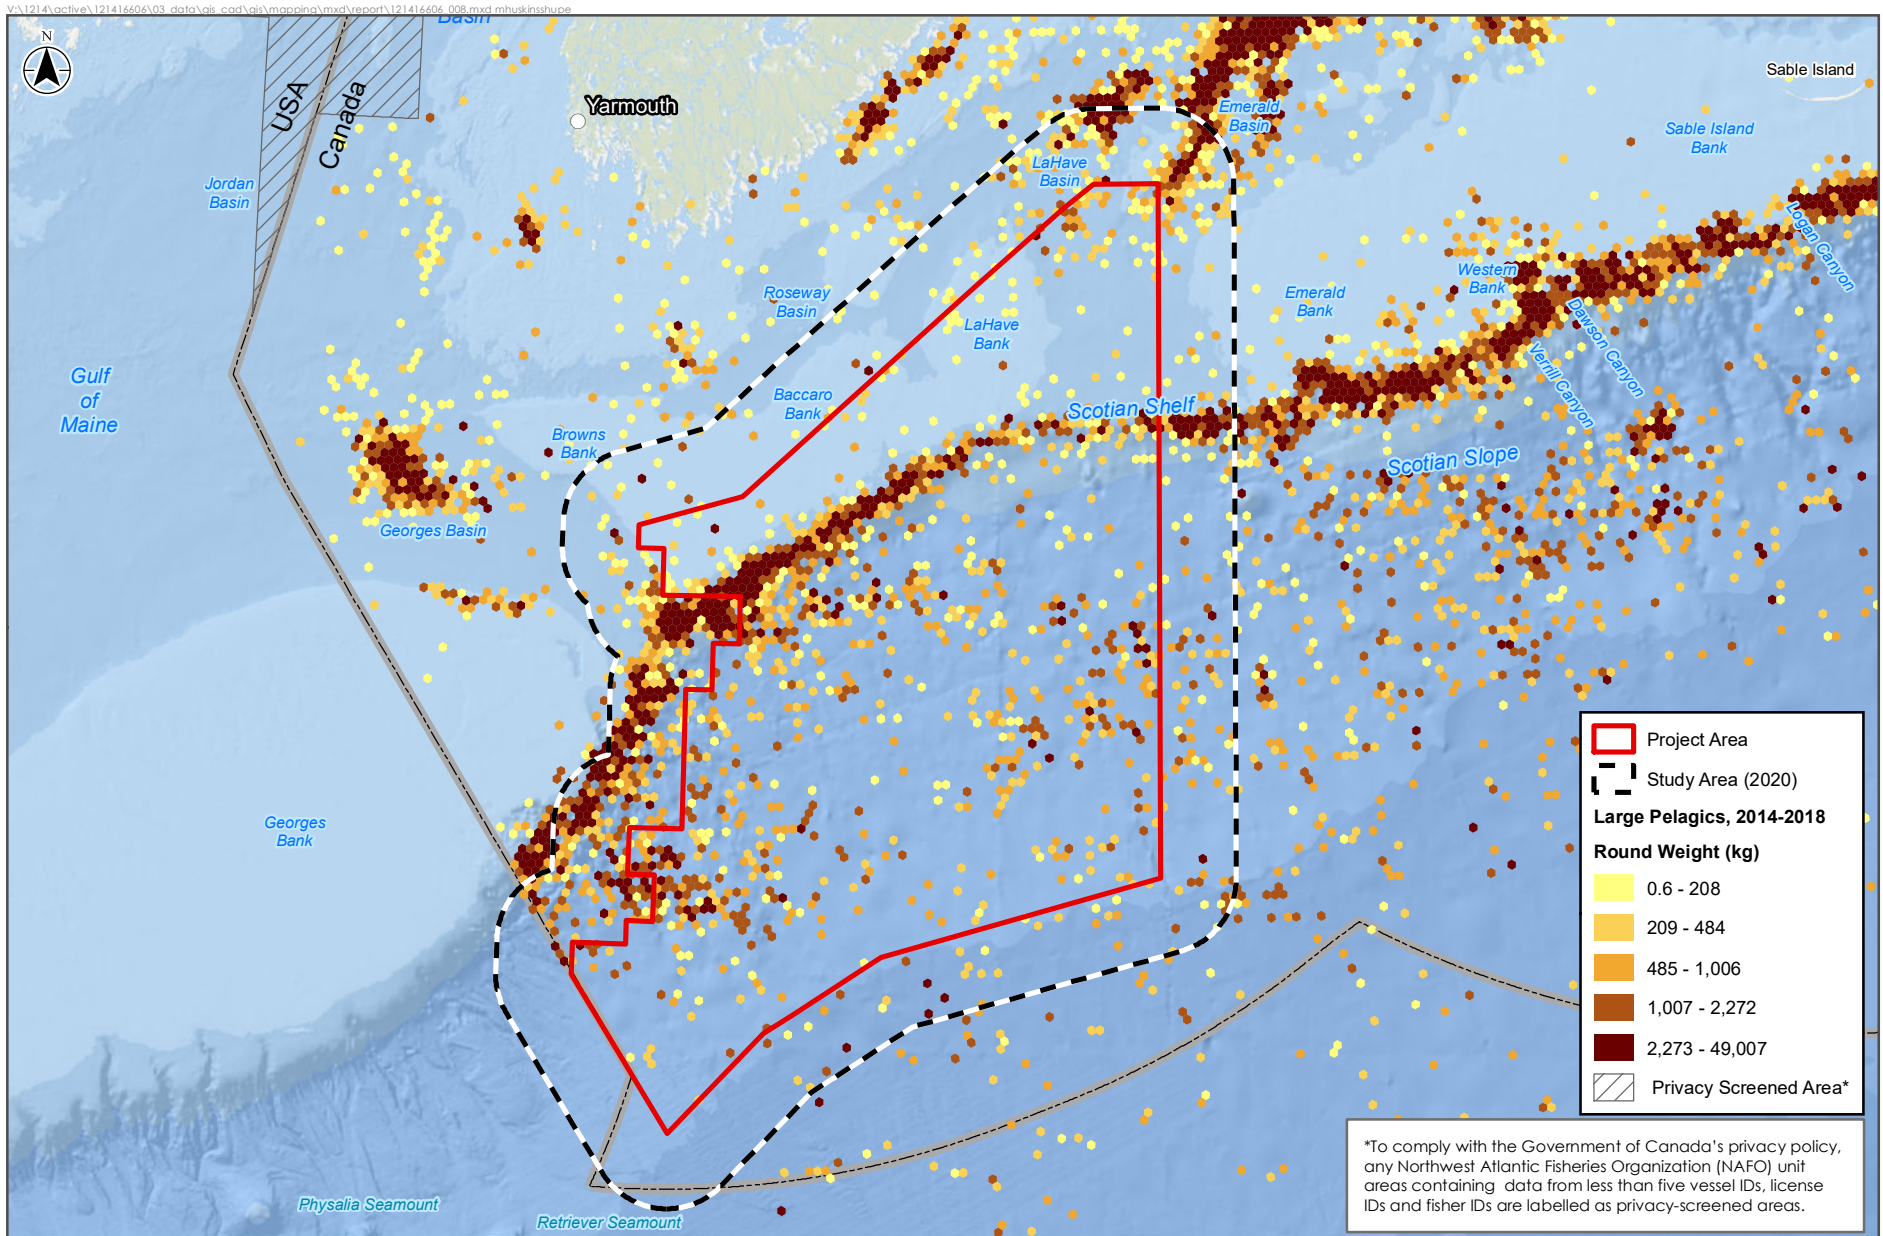 V:\1214\active\121416606\03_data\gis_cad\gis\mapping\mxd\report\121416606_008.mxd mhuskinsshupe
Basin
N
Sable Island
USA
Canada
Yarmouth
Emerald
Basin
Sable Island
Bank
LaHave
Basin
Jordan
Basin
Logan Canyon
Roseway
Basin
Emerald
Bank
Western
Bank
LaHave
Bank
Dawson Canyon
Verrill Canyon
Gulf
of
Maine
Baccaro
Bank
Scotian Shelf
Browns
Bank
Scotian Slope
Georges Basin
Georges
Bank
Physalia Seamount
Retriever Seamount
Project Area
Study Area (2020)
Large Pelagics, 2014-2018
Round Weight (kg)
0.6 - 208
209 - 484
485 - 1,006
1,007 - 2,272
2,273 - 49,007
Privacy Screened Area*
*To comply with the Government of Canada's privacy policy,
any Northwest Atlantic Fisheries Organization (NAFO) unit
areas containing data from less than five vessel IDs, license
IDs and fisher IDs are labelled as privacy-screened areas.